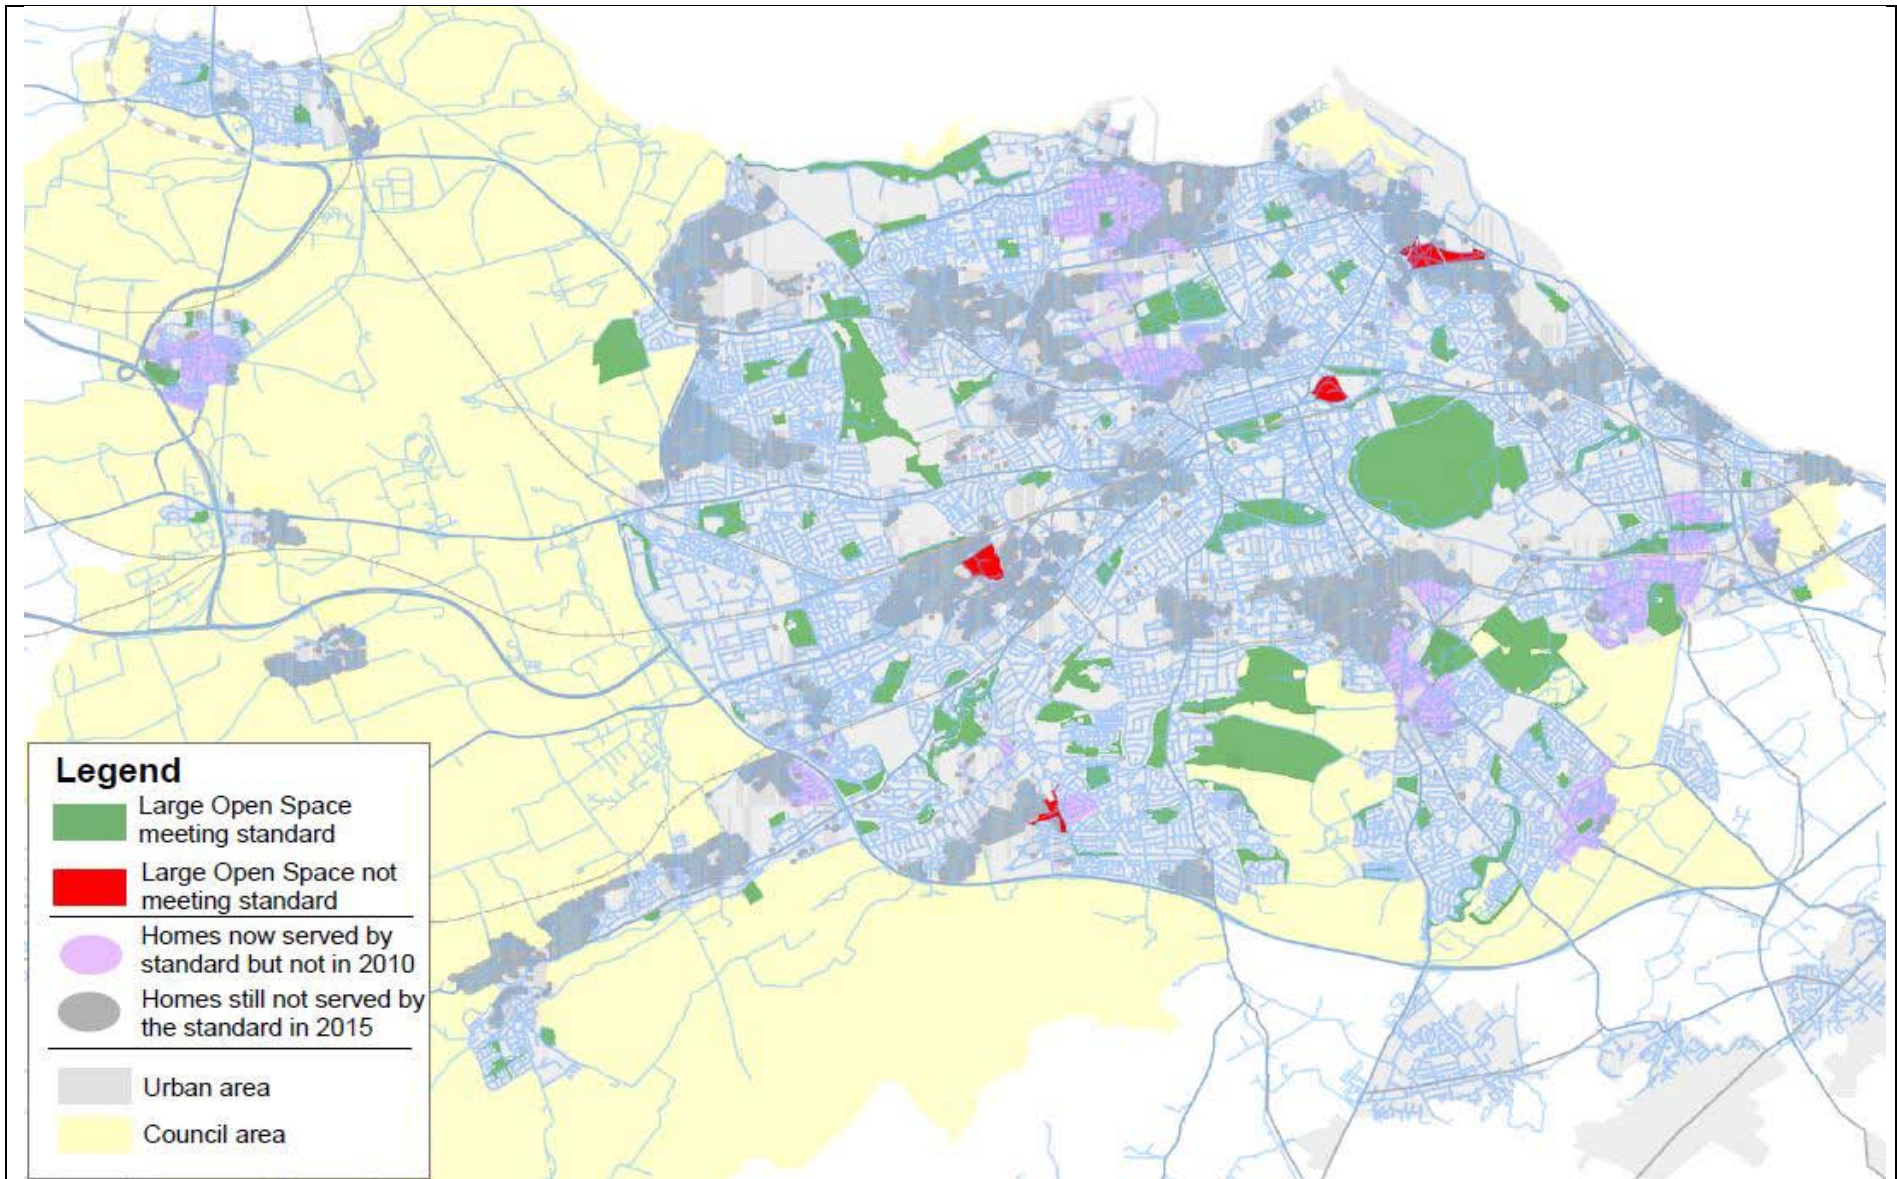 Legend
Large Open Space
meeting standard
Large Open Space not
meeting standard
Homes now served by
standard but not in 2010
Homes still not served by
the standard in 2015
Urban area
Council area